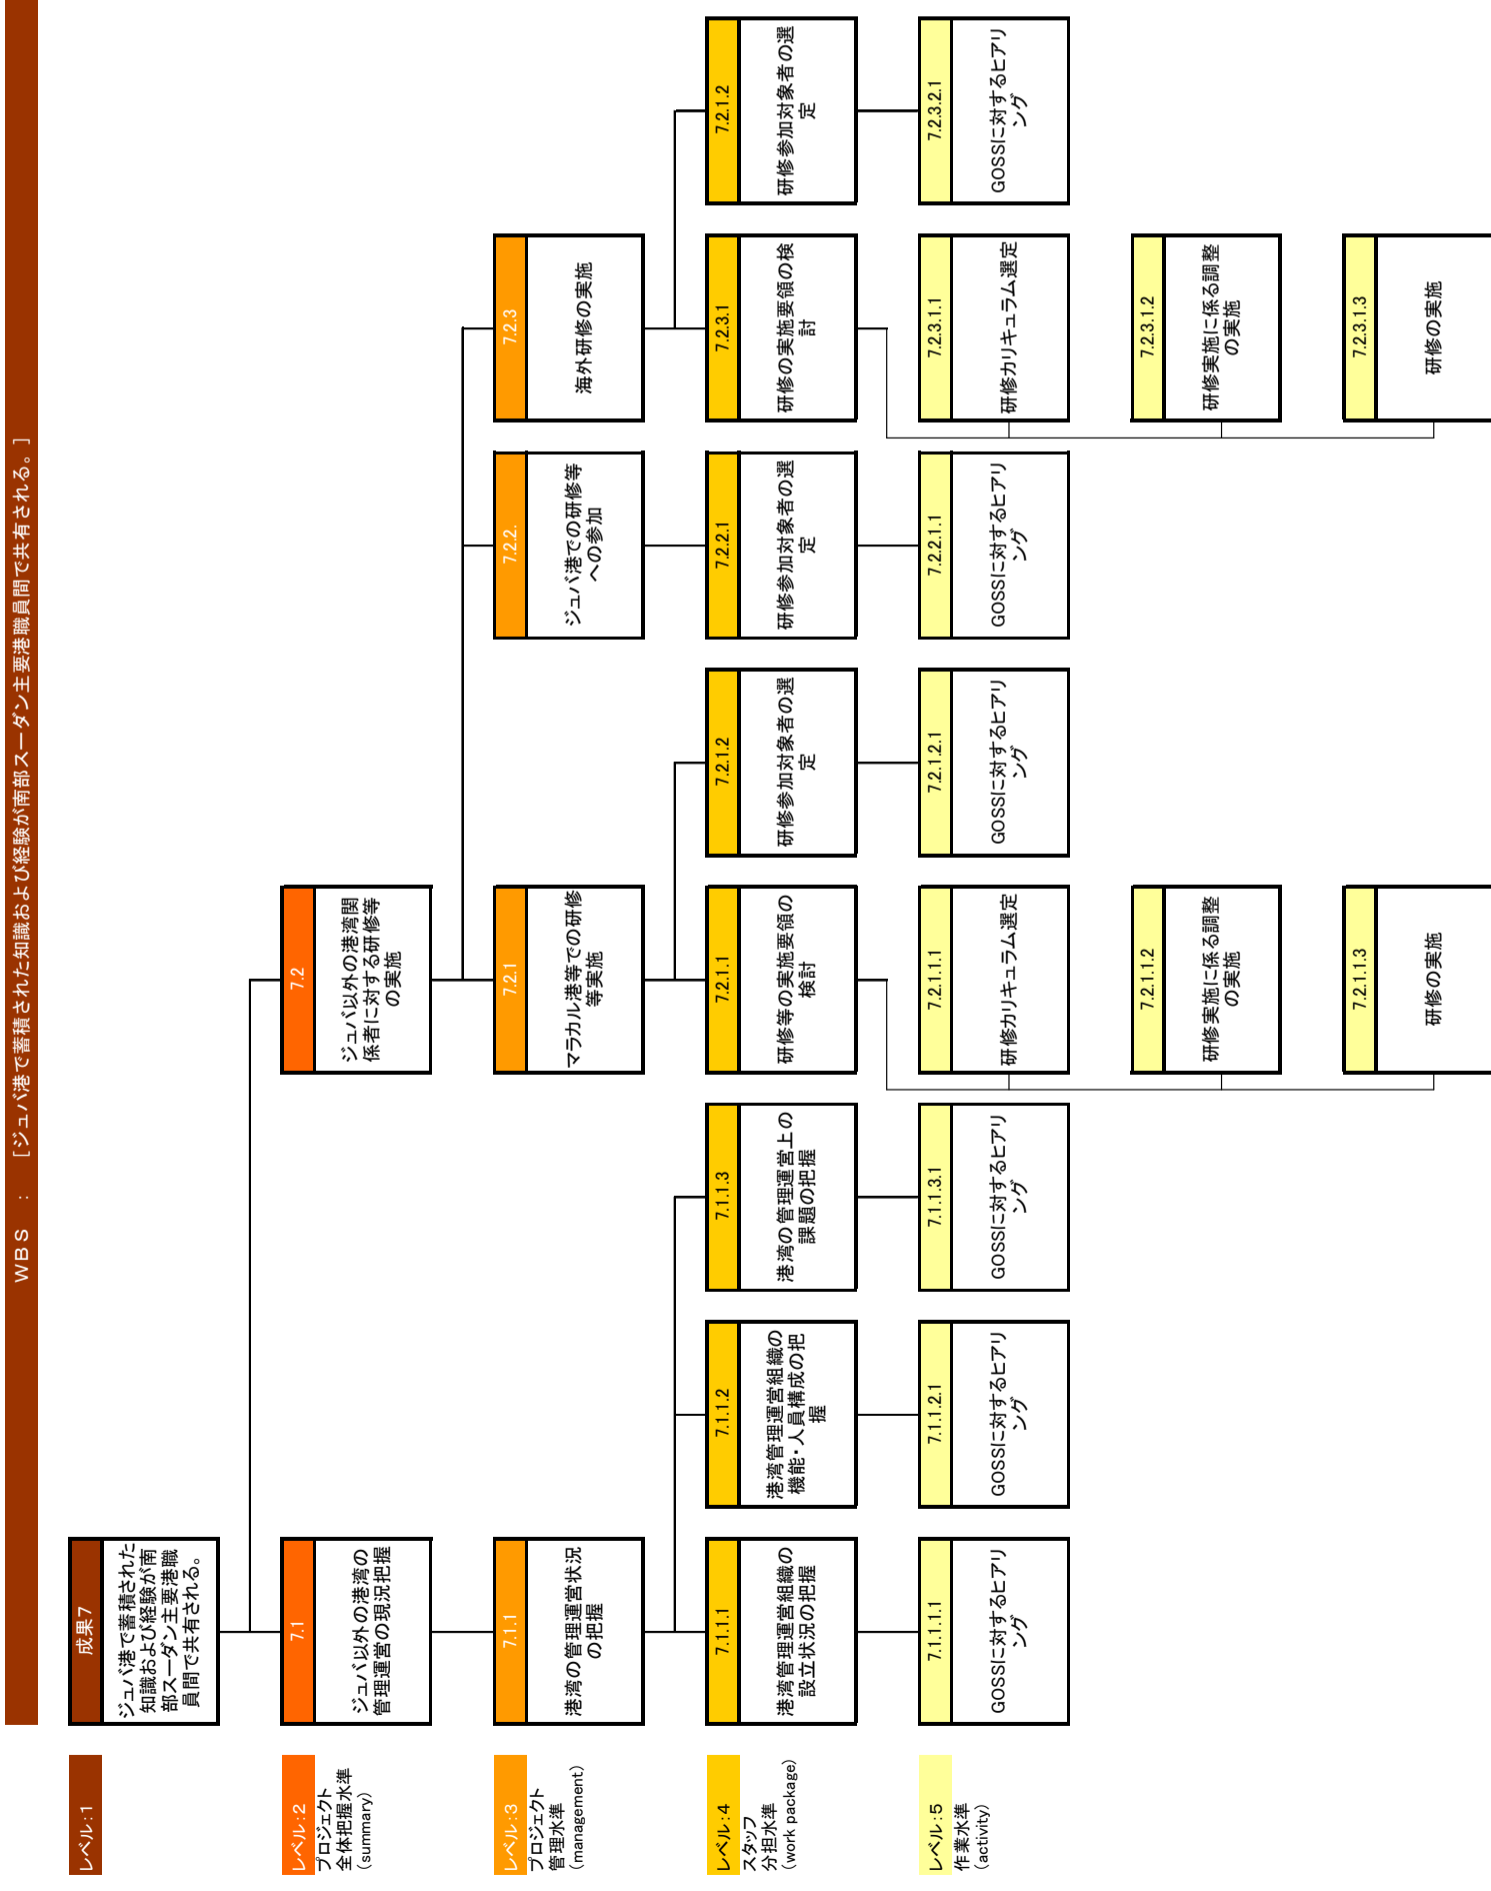 WBS : [ジュバ港で蓄積された知識および経験が南部スーダン主要港職員間で共有される。]
レベル:1
成果7
ジュバ港で蓄積された
知識および経験が南
部スーダン主要港職
員間で共有される。
レベル:2
プロジェクト
全体把握水準
(summary)
7.1
ジュバ以外の港湾の
管理運営の現況把握
7.2
ジュバ以外の港湾関
係者に対する研修等
の実施
レベル:3
プロジェクト
管理水準
(management)
7.1.1
港湾の管理運営状況
の把握
7.2.1
マラカル港等での研修
等実施
7.2.2.
ジュバ港での研修等
への参加
7.2.3
海外研修の実施
レベル:4
スタッフ
分担水準
(work package)
7.1.1.1
港湾管理運営組織の
設立状況の把握
7.1.1.2
港湾管理運営組織の
機能・人員構成の把
握
7.1.1.3
港湾の管理運営上の
課題の把握
7.2.1.1
研修等の実施要領の
検討
7.2.1.2
研修参加対象者の選
定
7.2.2.1
研修参加対象者の選
定
7.2.3.1
研修の実施要領の検
討
7.2.1.2
研修参加対象者の選
定
レベル:5
作業水準
(activity)
7.1.1.1.1
GOSSに対するヒアリ
ング
7.1.1.2.1
GOSSに対するヒアリ
ング
7.1.1.3.1
GOSSに対するヒアリ
ング
7.2.1.1.1
研修カリキュラム選定
7.2.1.2.1
GOSSに対するヒアリ
ング
7.2.2.1.1
GOSSに対するヒアリ
ング
7.2.3.1.1
研修カリキュラム選定
7.2.3.2.1
GOSSに対するヒアリ
ング
7.2.1.1.2
研修実施に係る調整
の実施
7.2.3.1.2
研修実施に係る調整
の実施
7.2.1.1.3
研修の実施
7.2.3.1.3
研修の実施